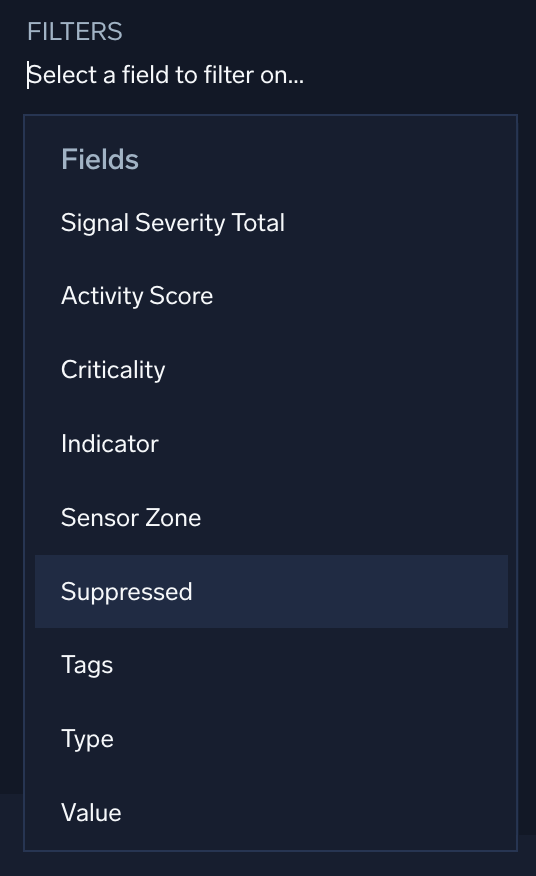 FILTERS
Select a field to filter on...
Fields
Signal Severity Total
Activity Score
Criticality
Indicator
Sensor Zone
Suppressed
Tags
Type
Value